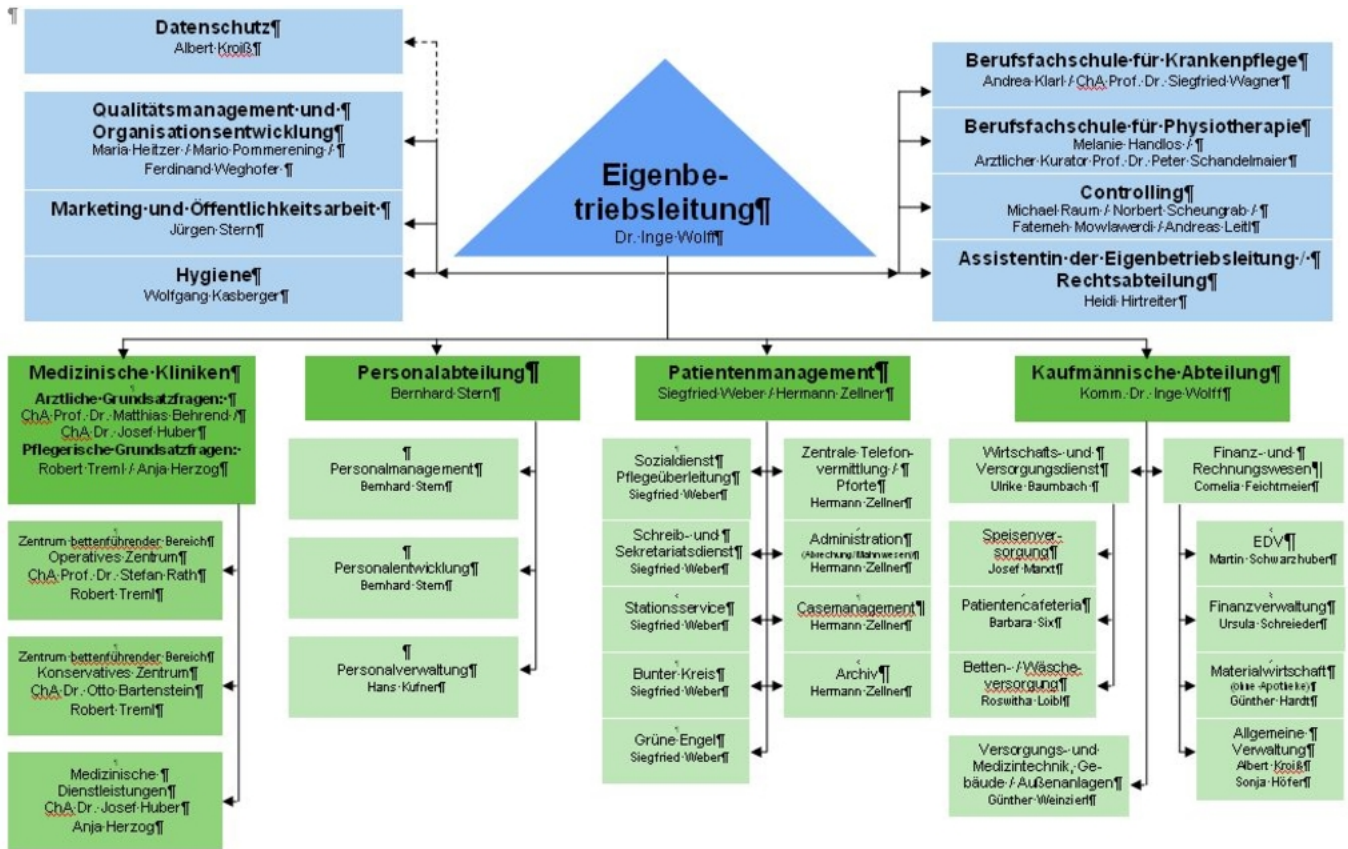 ¶
Datenschutz¶
Albert·Kroiß¶
Qualitätsmanagement·und·¶
Organisationsentwicklung¶
Maria·Heitzer·/·Mario·Pommerening·/·¶
Ferdinand·Weghofer·¶
Marketing·und·Öffentlichkeitsarbeit·¶
Jürgen·Stern¶
Hygiene¶
Wolfgang·Kasberger¶
Eigenbe-
triebsleitung¶
Dr.·Inge·Wolff¶
Berufsfachschule·für·Krankenpflege¶
Andrea·Klarl·/·ChA·Prof.·Dr.·Siegfried·Wagner¶
Berufsfachschule·für·Physiotherapie¶
Melanie·Handlos·/¶
Arztlicher·Kurator·Prof.·Dr.·Peter·Schandelmaier¶
Controlling¶
Michael·Raum·/·Norbert·Scheungrab·/·¶
Fatemeh·Mowlawerdi·/·Andreas·Leitl¶
Assistentin·der·Eigenbetriebsleitung·/·¶
Rechtsabteilung¶
Heidi·Hirtreiter¶
Medizinische·Kliniken¶
¶
Arztliche·Grundsatzfragen:·¶
ChA·Prof.·Dr.·Matthias·Behrend·/¶
ChA·Dr.·Josef·Huber¶
Pflegerische·Grundsatzfragen:·
Robert·Treml·/·Anja·Herzog¶
¶
Zentrum·bettenführender·Bereich¶
Operatives·Zentrum¶
ChA·Prof.·Dr.·Stefan·Rath¶
Robert·Treml¶
¶
Zentrum·bettenführender·Bereich¶
Konservatives·Zentrum¶
ChA·Dr.·Otto·Bartenstein¶
Robert·Treml¶
¶
Medizinische·¶
Dienstleistungen¶
ChA·Dr.·Josef·Huber¶
Anja·Herzog¶
Personalabteilung¶
Bernhard·Stern¶
¶
Personalmanagement¶
Bernhard·Stern¶
¶
Personalentwicklung¶
Bernhard·Stern¶
¶
Personalverwaltung¶
Hans·Kufner¶
Patientenmanagement¶
Siegfried·Weber·/·Hermann·Zellner¶
¶
Sozialdienst¶
Pflegeüberleitung¶
Siegfried·Weber¶
Schreib-·und·¶
Sekretariatsdienst¶
Siegfried·Weber¶
¶
Stationsservice¶
Siegfried·Weber¶
¶
Bunter·Kreis¶
Siegfried·Weber¶
¶
Grüne·Engel¶
Siegfried·Weber¶
Zentrale·Telefon-
vermittlung·/·¶
Pforte¶
Hermann·Zellner¶
Administration¶
(Abrechung/Mahnwesen)¶
Hermann·Zellner¶
¶
Casemanagement¶
Hermann·Zellner¶
¶
Archiv¶
Hermann·Zellner¶
Kaufmännische·Abteilung¶
Komm.·Dr.·Inge·Wolff¶
Wirtschafts-·und·¶
Versorgungsdienst¶
Ulrike·Baumbach·¶
Speisenver-
sorgung¶
Josef·Marxt¶
Patientencafeteria¶
Barbara·Six¶
Betten-·/·Wäsche-
versorgung¶
Roswitha·Loibl¶
Versorgungs-·und·
Medizintechnik,·Ge-
bäude·/·Außenanlagen¶
Günther·Weinzierl¶
Finanz-·und·¶
Rechnungswesen¶
Cornelia·Feichtmeier¶
EDV¶
Martin·Schwarzhuber¶
Finanzverwaltung¶
Ursula·Schreieder¶
Materialwirtschaft¶
(ohne·Apotheke)¶
Günther·Hardt¶
Allgemeine·¶
Verwaltung¶
Albert·Kroiß¶
Sonja·Höfer¶